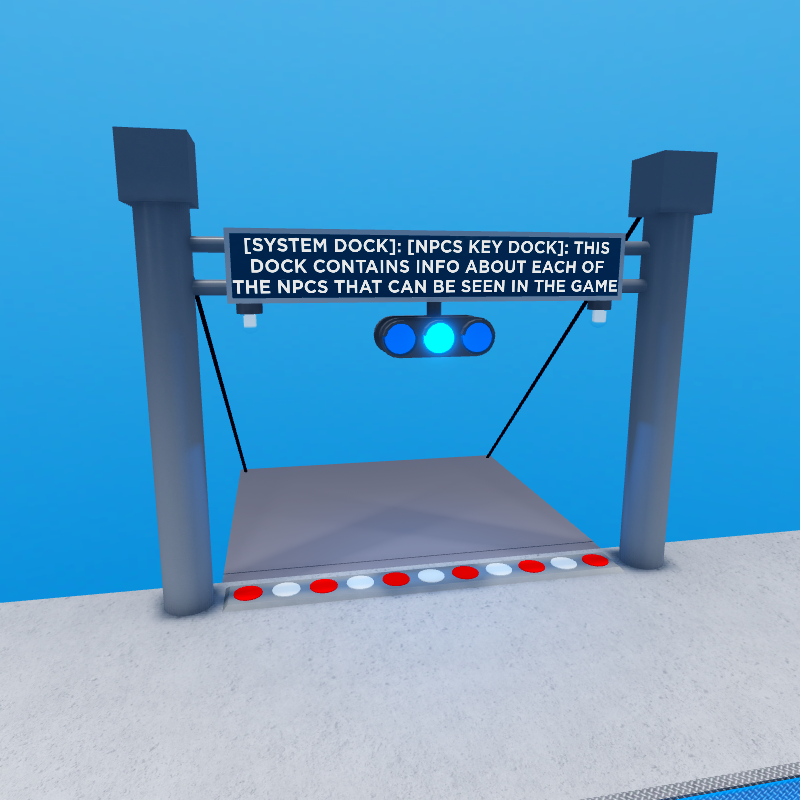 [SYSTEM DOCK]: [NPCS KEY DOCK]: THIS
DOCK CONTAINS INFO ABOUT EACH OF
THE NPCS THAT CAN BE SEEN IN THE GAME